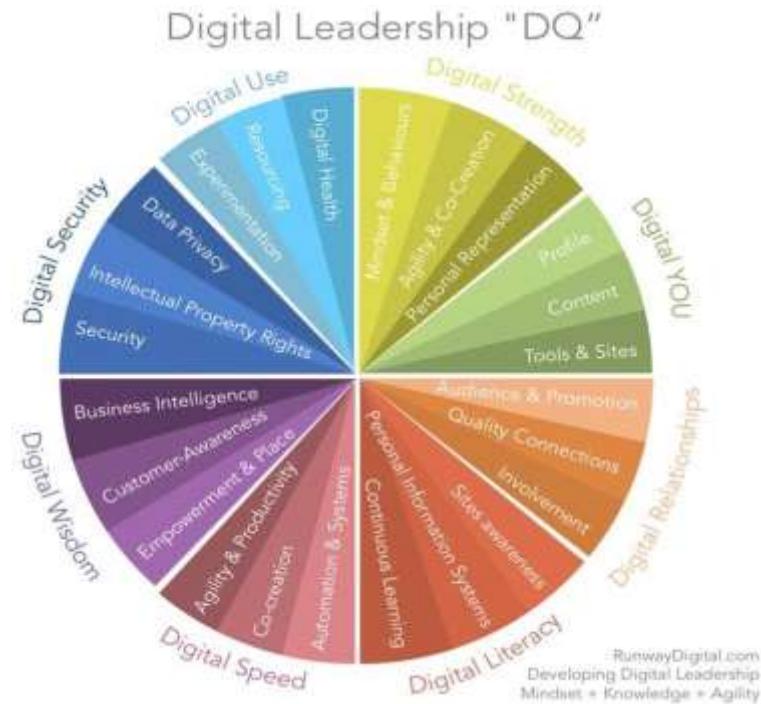 Digital Leadership "DQ"
Digital Strength
Mindset & Behaviours
Agility & Co-Creation
Personal Representation
Digital YOU
Profile
Content
Tools & Sites
Digital Relationships
Audience & Promotion
Quality Connections
Involvement
Digital Literacy
Sites awareness
Personal Information Systems
Continuous Learning
Digital Speed
Automation & Systems
Co-creation
Agility & Productivity
Digital Wisdom
Empowerment & Place
Customer-Awareness
Business Intelligence
Digital Security
Security
Intellectual Property Rights
Data Privacy
Digital Use
Experimentation
Resourcing
Digital Health
RunwayDigital.com
Developing Digital Leadership
Mindset + Knowledge + Agility